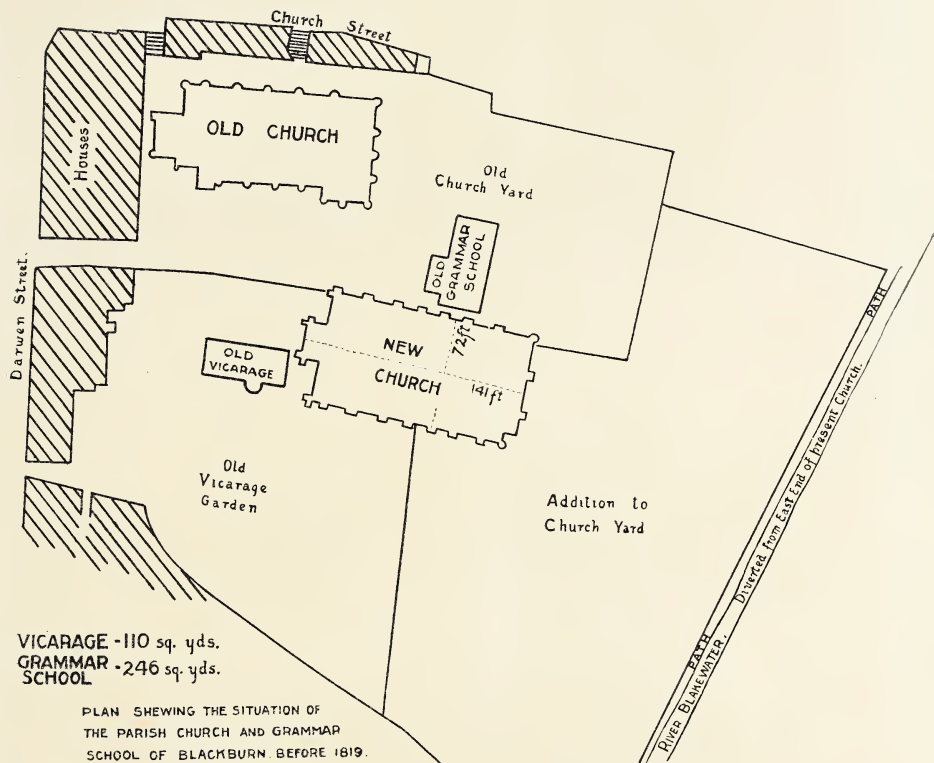 Church Street
Houses
OLD CHURCH
Old
Church Yard
OLD
GRAMMAR
SCHOOL
Darwen Street.
PATH
OLD
VICARAGE
NEW
CHURCH
72ft
141ft
Old
Vicarage
Garden
Addition to
Church Yard
PATH
RIVER BLAKEWATER, Diverted from East End of present Church.
VICARAGE - 110 sq. yds.
GRAMMAR
SCHOOL - 246 sq. yds.
PLAN SHEWING THE SITUATION OF
THE PARISH CHURCH AND GRAMMAR
SCHOOL OF BLACKBURN BEFORE 1819.